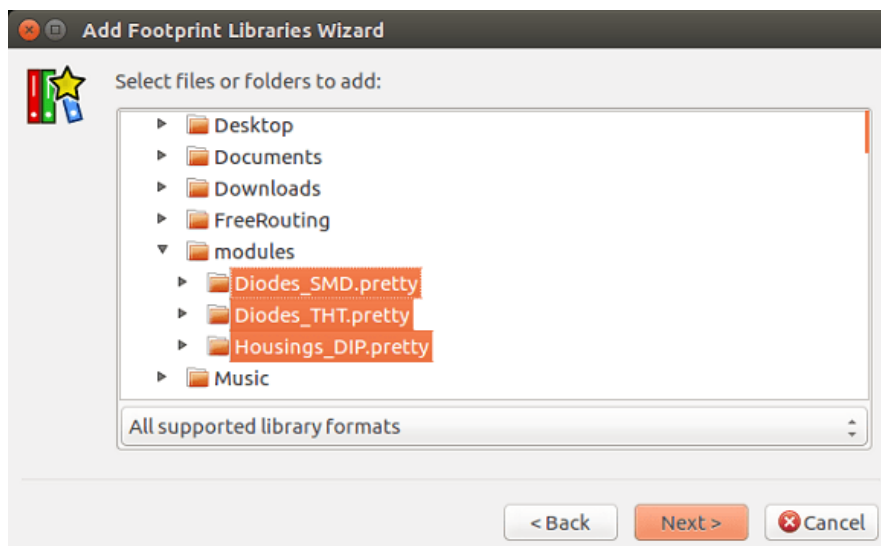 Add Footprint Libraries Wizard
Select files or folders to add:
Desktop
Documents
Downloads
FreeRouting
modules
Diodes_SMD.pretty
Diodes_THT.pretty
Housings_DIP.pretty
Music
All supported library formats
< Back Next > Cancel